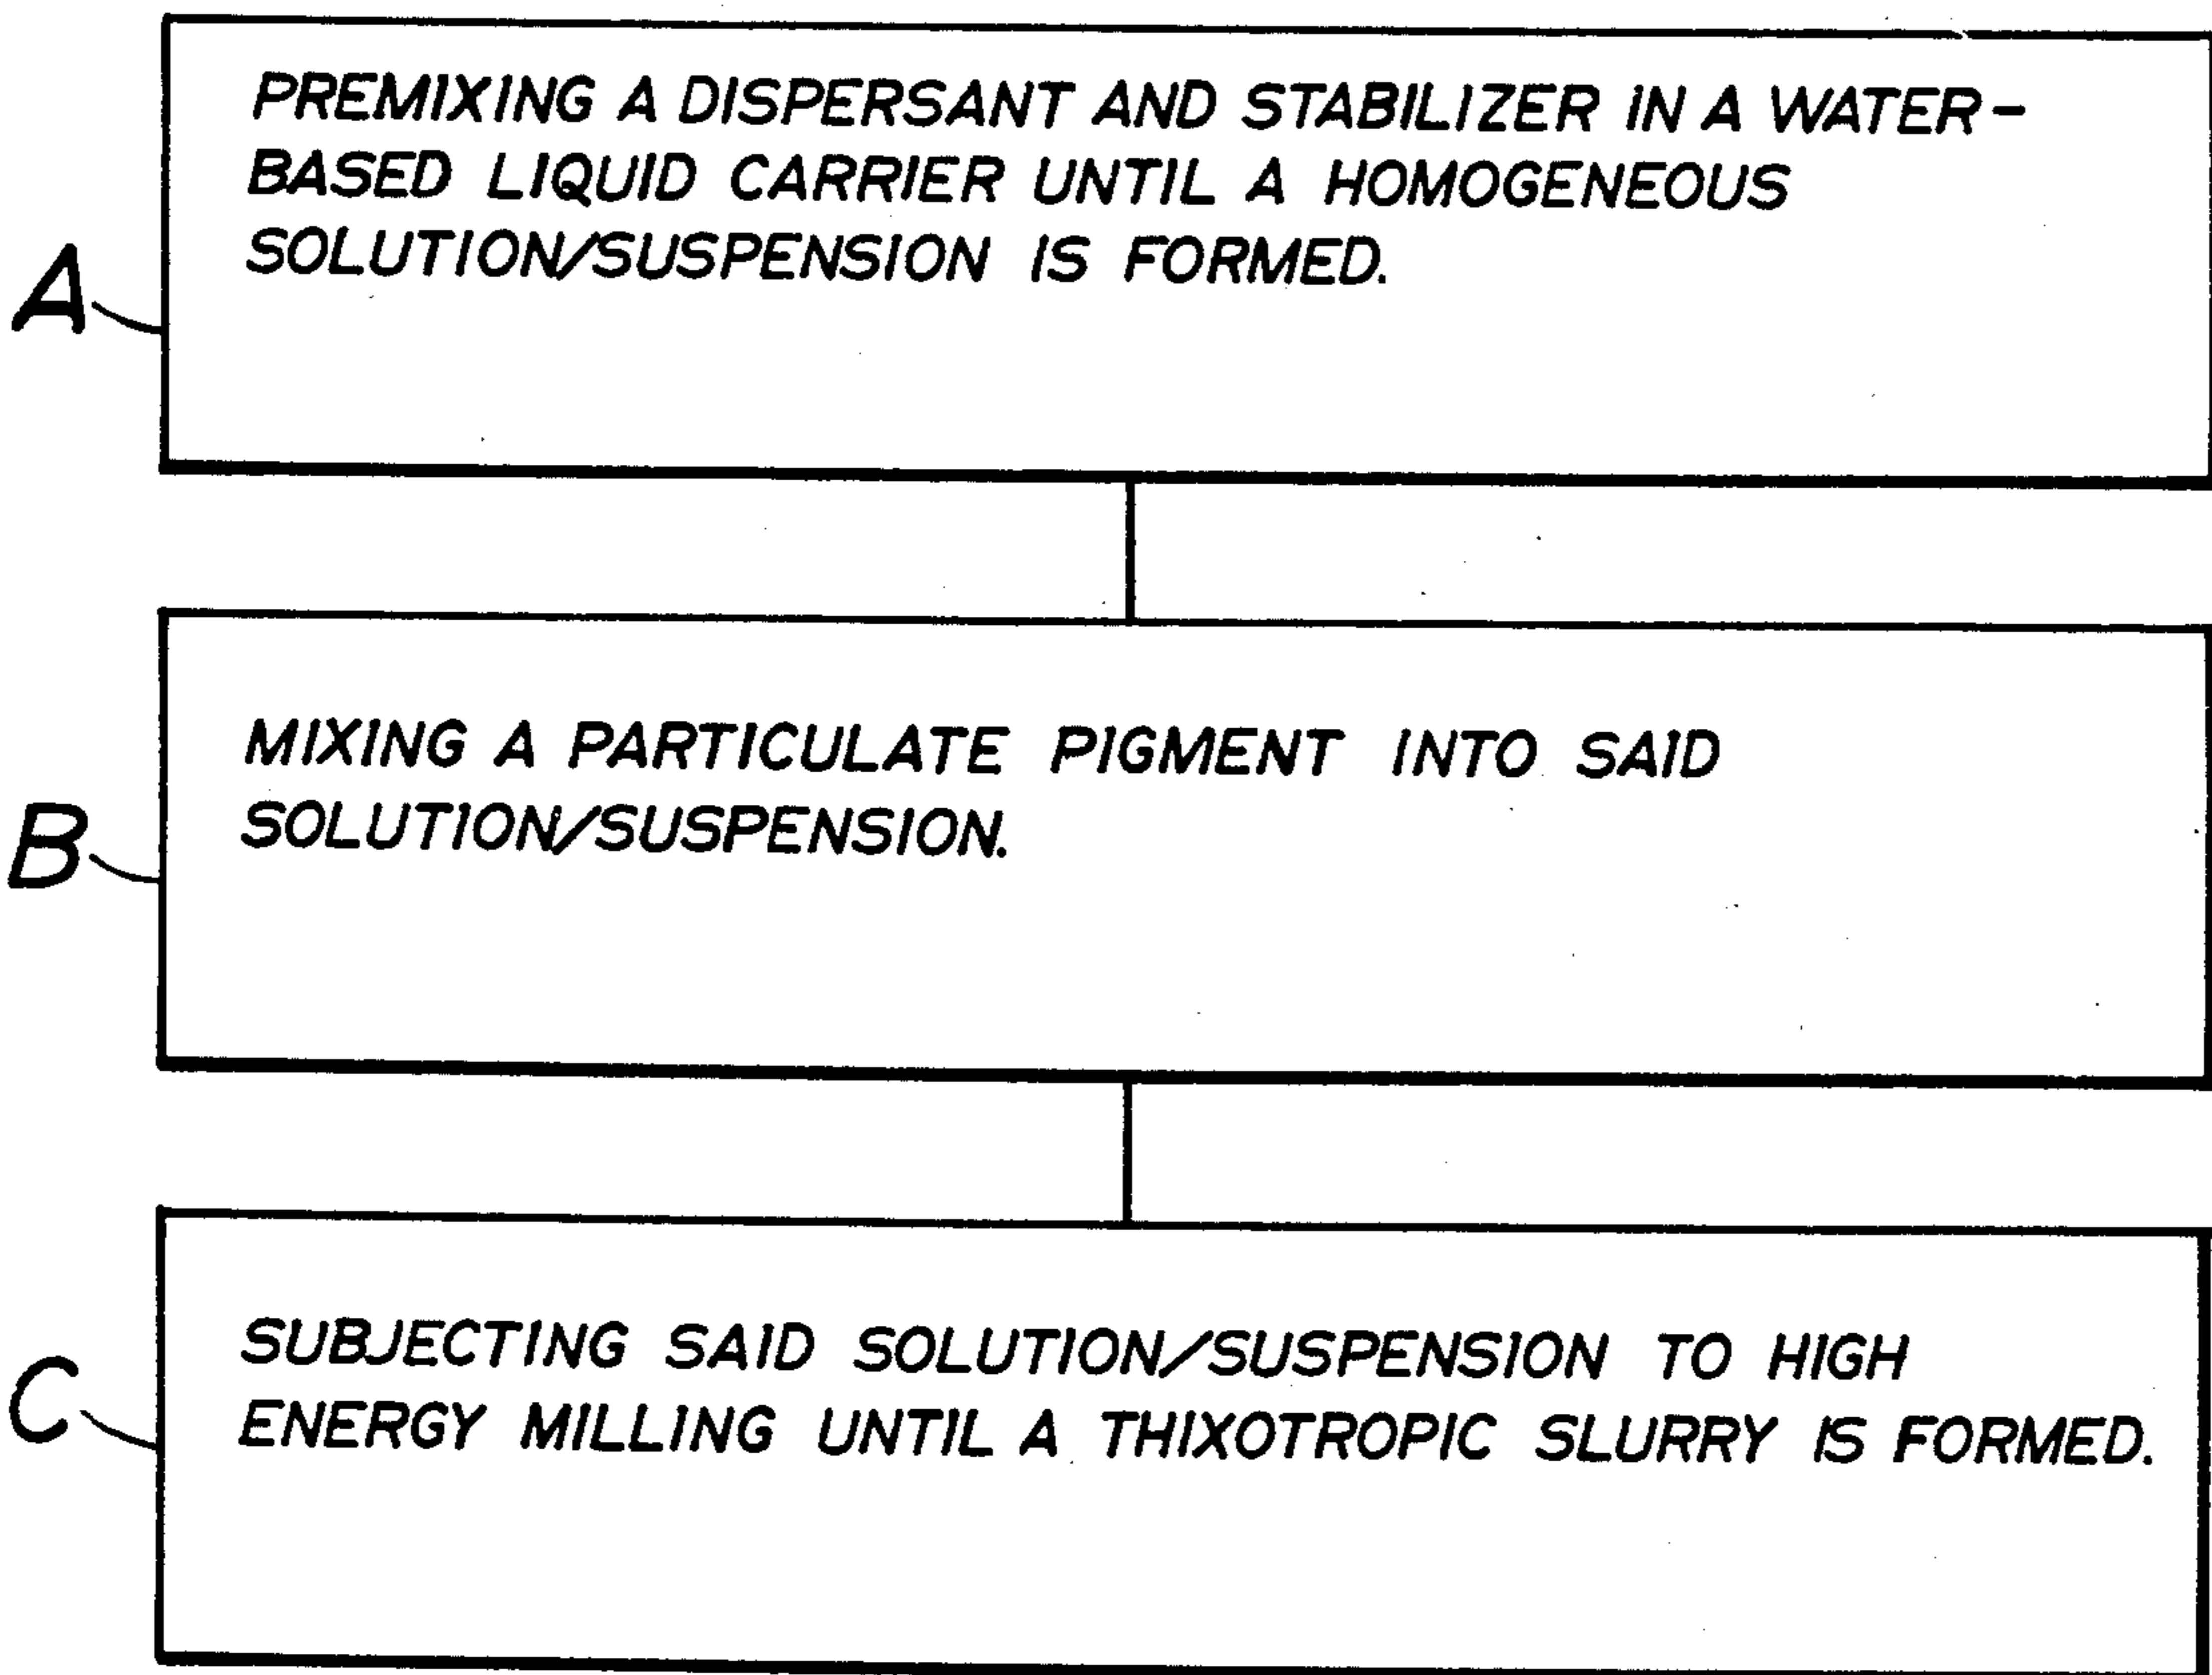 PREMIXING A DISPERSANT AND STABILIZER IN A WATER-
BASED LIQUID CARRIER UNTIL A HOMOGENEOUS
SOLUTION/SUSPENSION IS FORMED.
A
MIXING A PARTICULATE PIGMENT INTO SAID
SOLUTION/SUSPENSION.
B
SUBJECTING SAID SOLUTION/SUSPENSION TO HIGH
ENERGY MILLING UNTIL A THIXOTROPIC SLURRY IS FORMED.
C